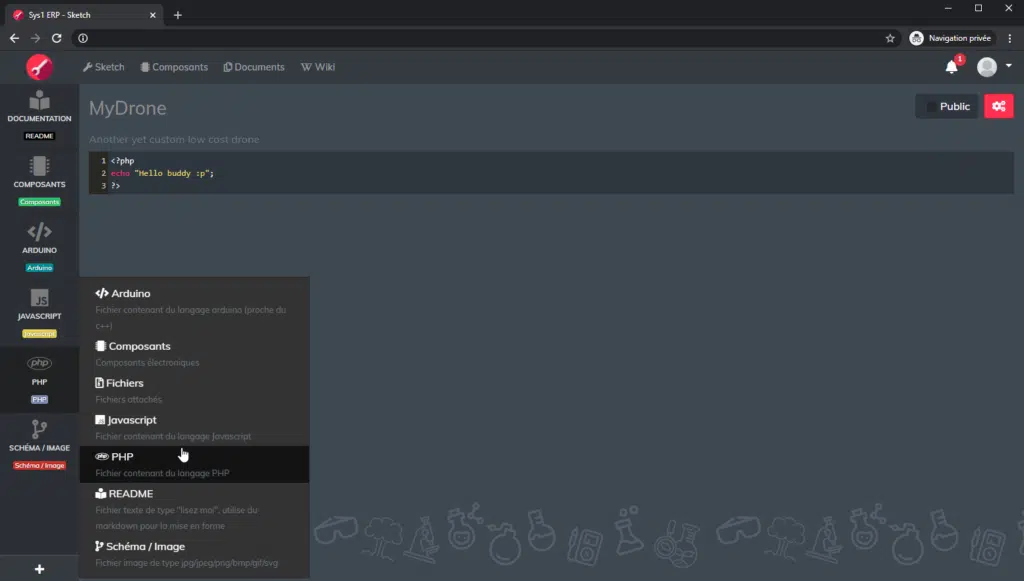 Sys1 ERP - Sketch
Navigation privée
Sketch
Composants
Documents
Wiki
1
DOCUMENTATION
README
COMPOSANTS
Composants
ARDUINO
Arduino
JS
JAVASCRIPT
Javascript
php
PHP
PHP
SCHÉMA / IMAGE
Schéma / Image
MyDrone
Public
Another yet custom low cost drone
1 <?php
2 echo "Hello buddy :p";
3 ?>
Arduino
Fichier contenant du langage arduino (proche du
c++)
Composants
Composants électroniques
Fichiers
Fichiers attachés
Javascript
Fichier contenant du langage Javascript
PHP
Fichier contenant du langage PHP
README
Fichier texte de type "lisez moi", utilise du
markdown pour la mise en forme
Schéma / Image
Fichier image de type jpg/jpeg/png/bmp/gif/svg